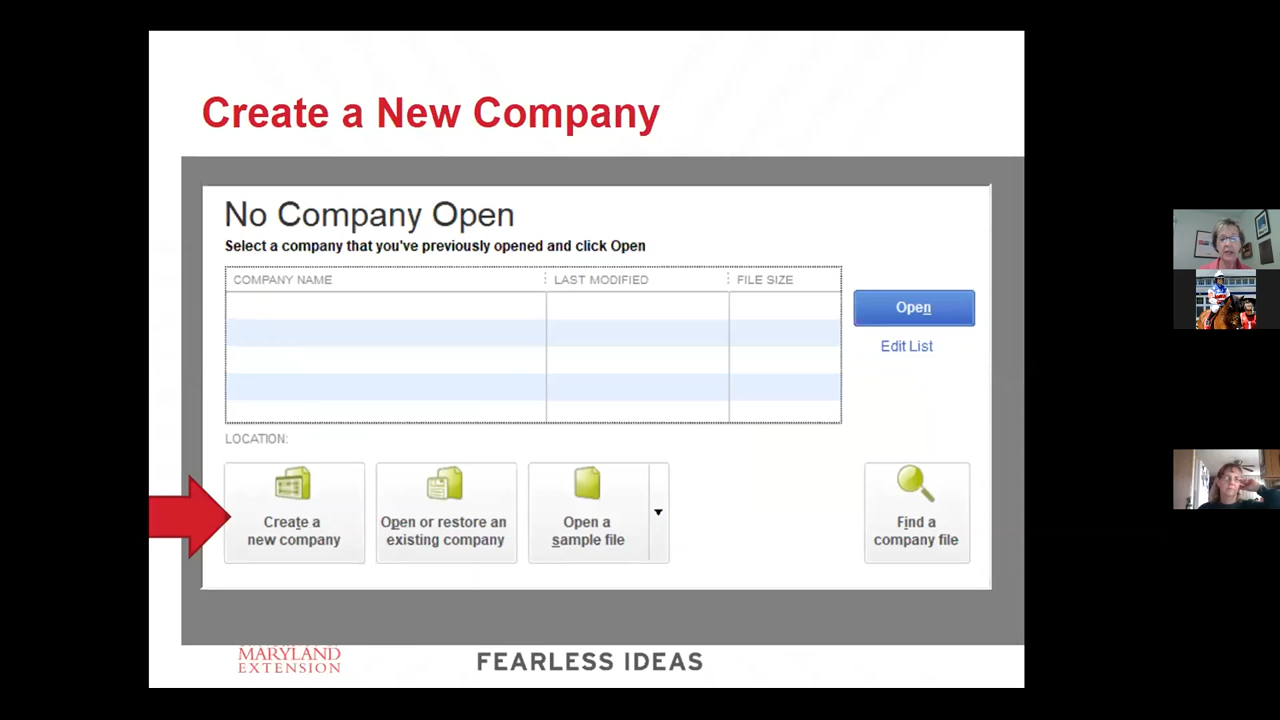 Create a New Company
No Company Open
Select a company that you've previously opened and click Open
COMPANY NAME
LAST MODIFIED
FILE SIZE
Open
Edit List
LOCATION:
Create a
new company
Open or restore an
existing company
Open a
sample file
Find a
company file
MARYLAND
EXTENSION
FEARLESS IDEAS